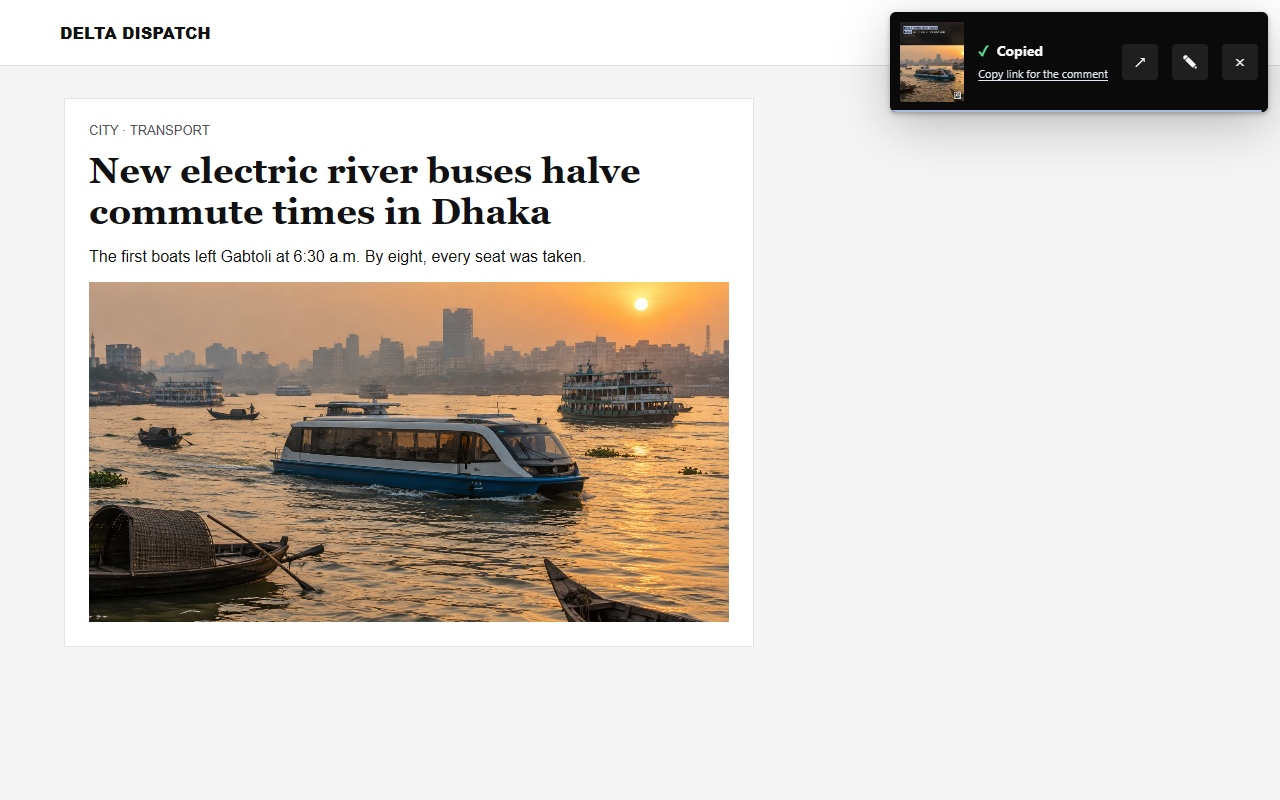 DELTA DISPATCH
✓ Copied
Copy link for the comment
CITY · TRANSPORT
New electric river buses halve
commute times in Dhaka
The first boats left Gabtoli at 6:30 a.m. By eight, every seat was taken.